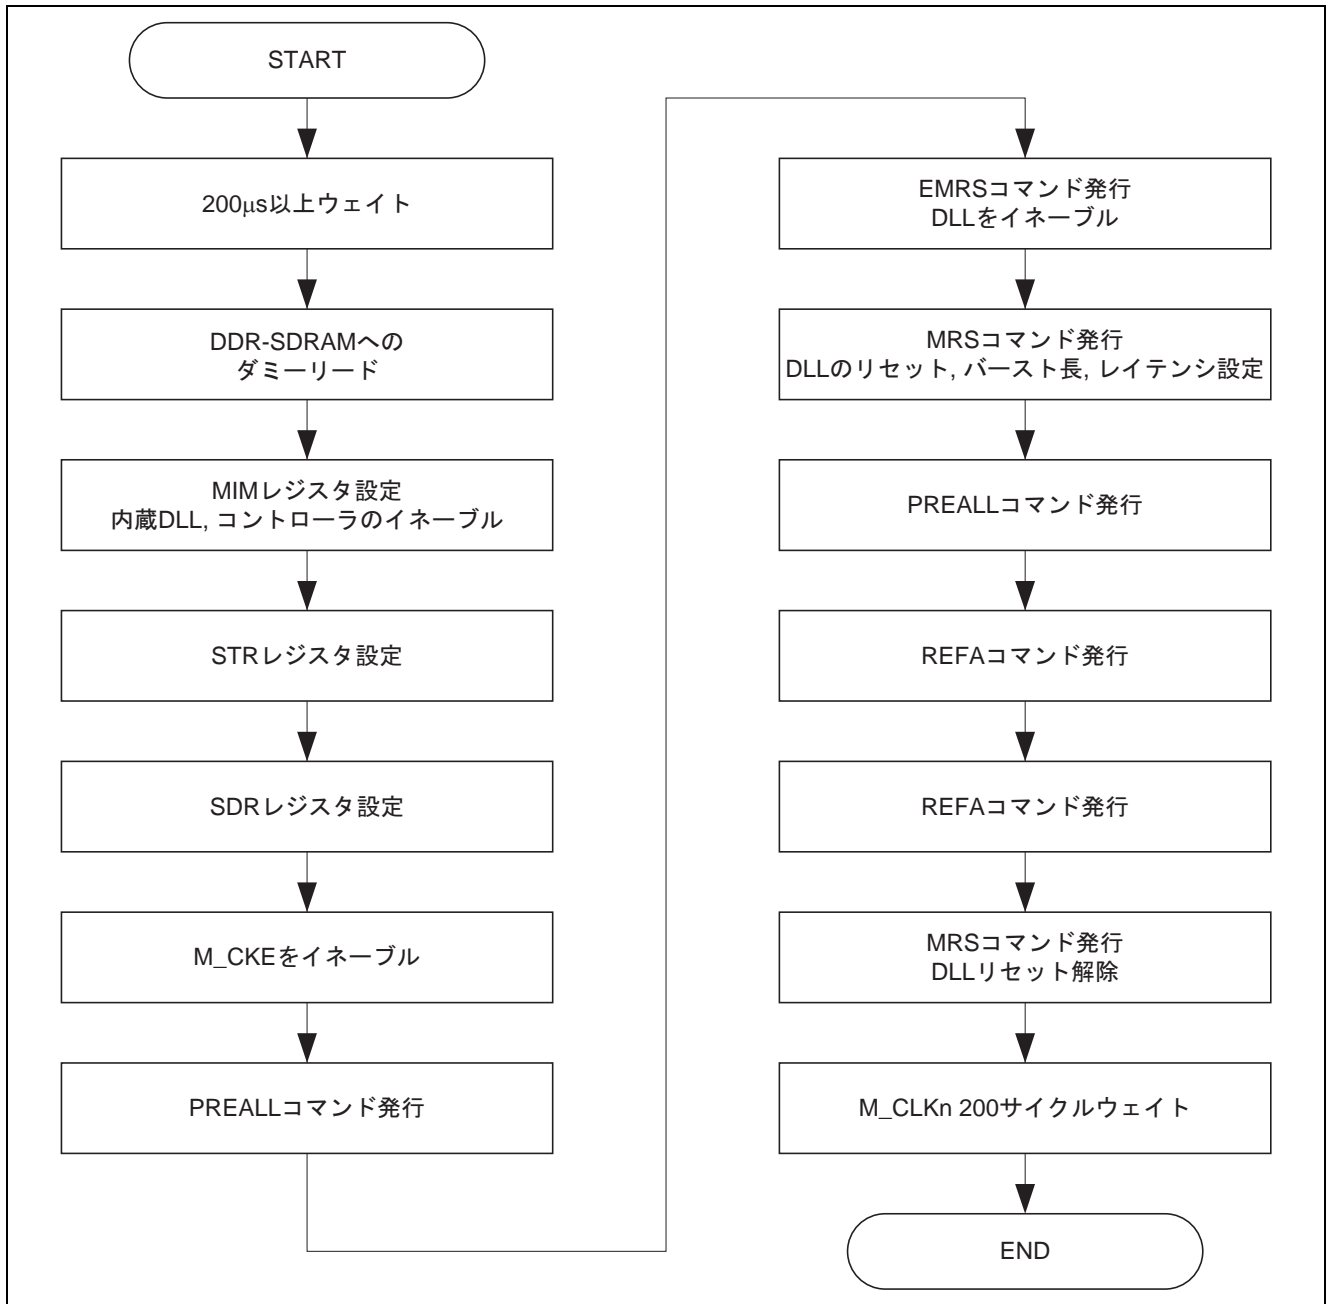 START
200μs以上ウェイト
DDR-SDRAMへの
ダミーリード
MIMレジスタ設定
内蔵DLL, コントローラのイネーブル
STRレジスタ設定
SDRレジスタ設定
M_CKEをイネーブル
PREALLコマンド発行
EMRSコマンド発行
DLLをイネーブル
MRSコマンド発行
DLLのリセット, バースト長, レイテンシ設定
PREALLコマンド発行
REFAコマンド発行
REFAコマンド発行
MRSコマンド発行
DLLリセット解除
M_CLKn 200サイクルウェイト
END